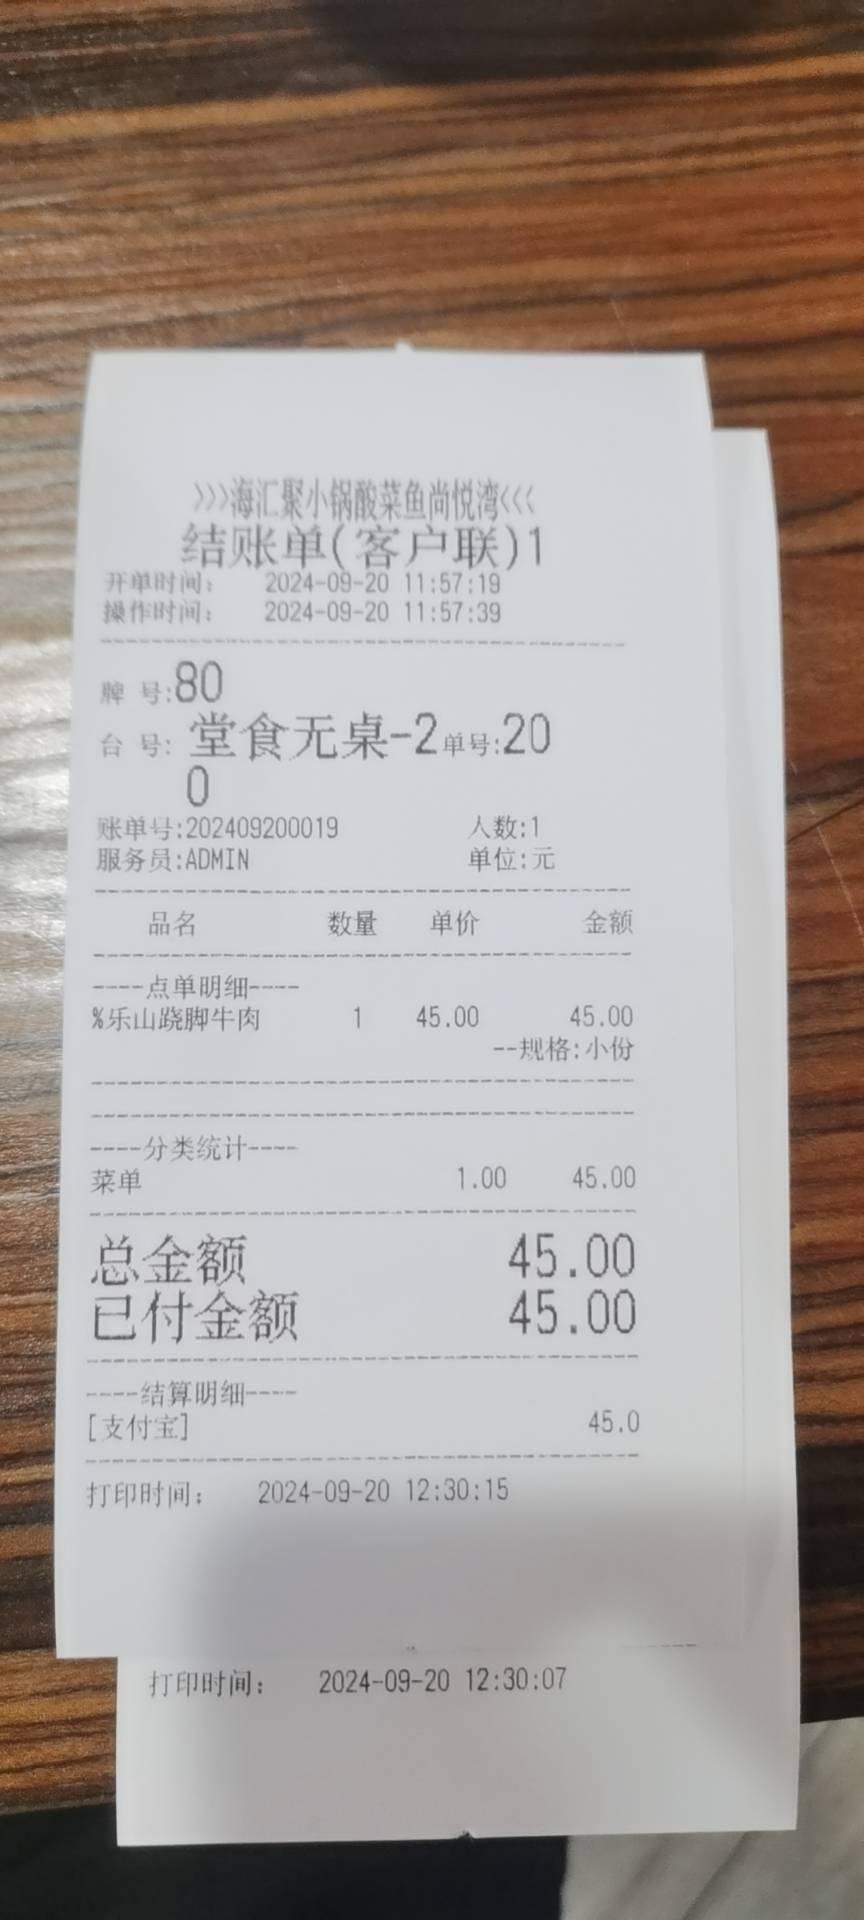 >>>海汇聚小锅酸菜鱼尚悦湾<<<
结账单(客户联)1
开单时间: 2024-09-20 11:57:19
操作时间: 2024-09-20 11:57:39
牌 号:80
台 号: 堂食无桌-2单号:20
0
账单号:202409200019 人数:1
服务员:ADMIN 单位:元
品名 数量 单价 金额
----点单明细----
%乐山跷脚牛肉 1 45.00 45.00
--规格:小份
----分类统计----
菜单 1.00 45.00
总金额 45.00
已付金额 45.00
----结算明细----
[支付宝] 45.0
打印时间: 2024-09-20 12:30:15
打印时间: 2024-09-20 12:30:07